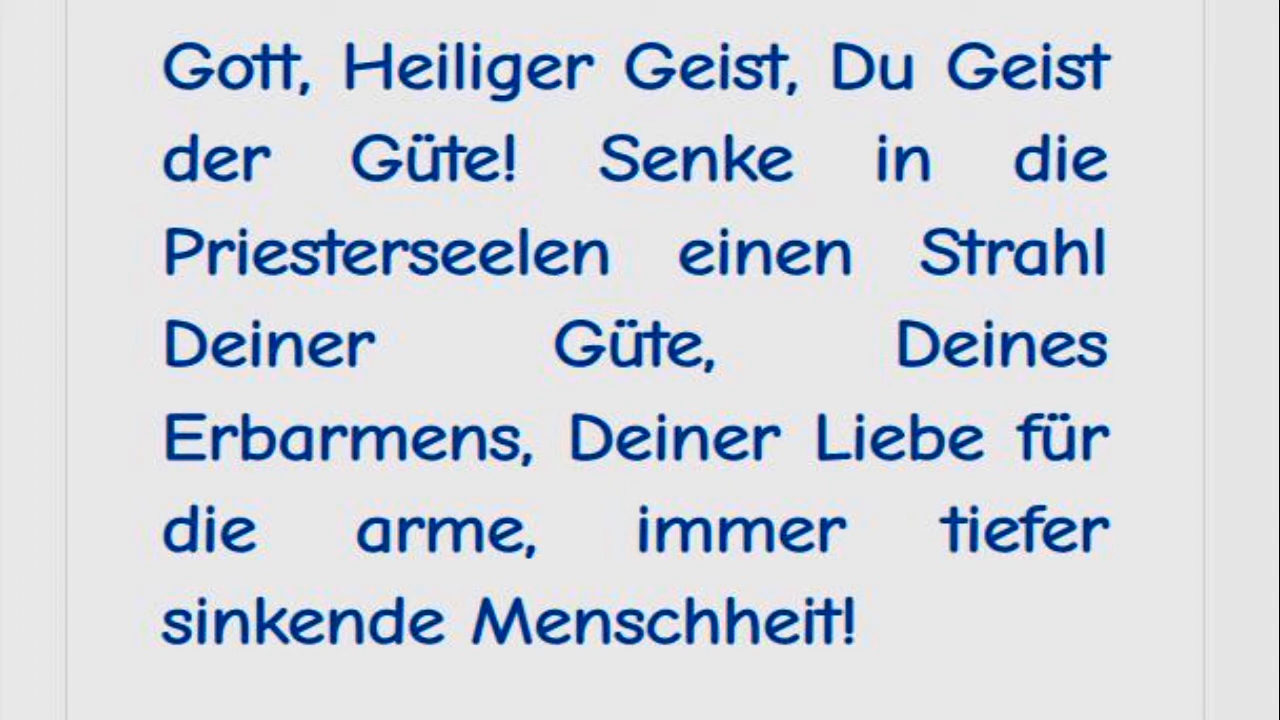 Gott, Heiliger Geist, Du Geist
der Güte! Senke in die
Priesterseelen einen Strahl
Deiner Güte, Deines
Erbarmens, Deiner Liebe für
die arme, immer tiefer
sinkende Menschheit!